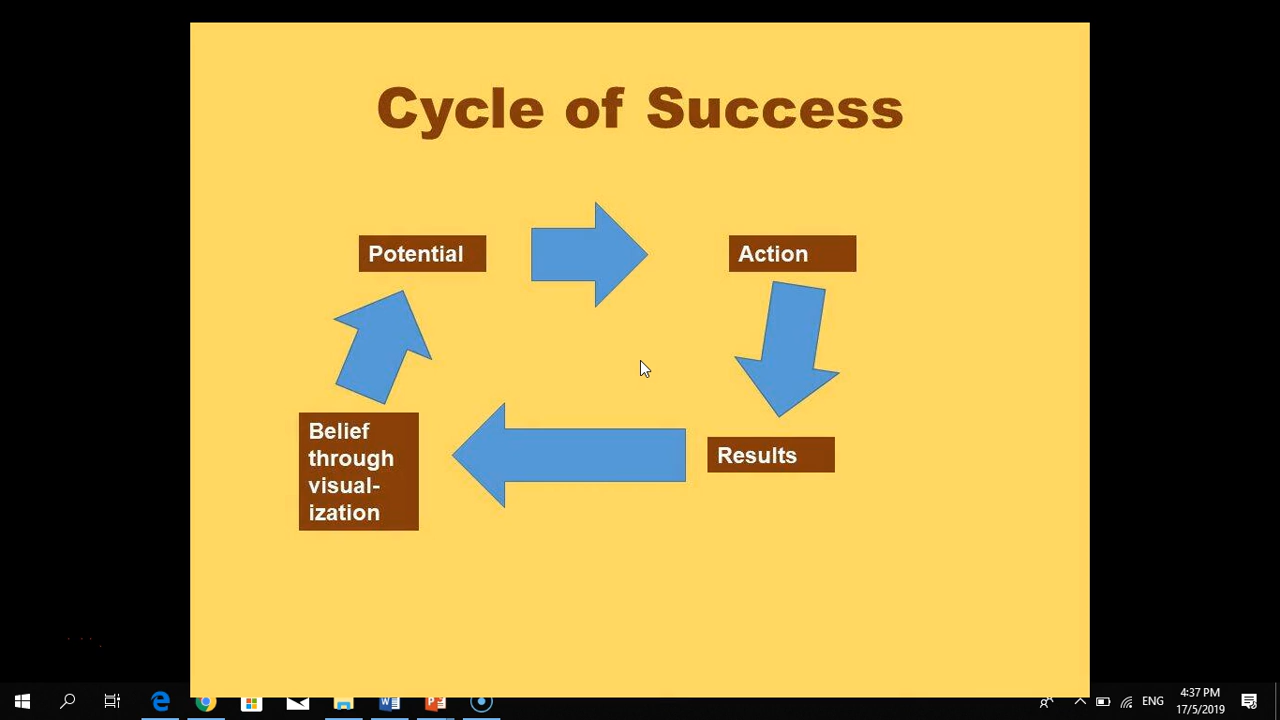 Cycle of Success
Potential
Action
Belief
through
visual-
ization
Results
ENG
4:37 PM
17/5/2019